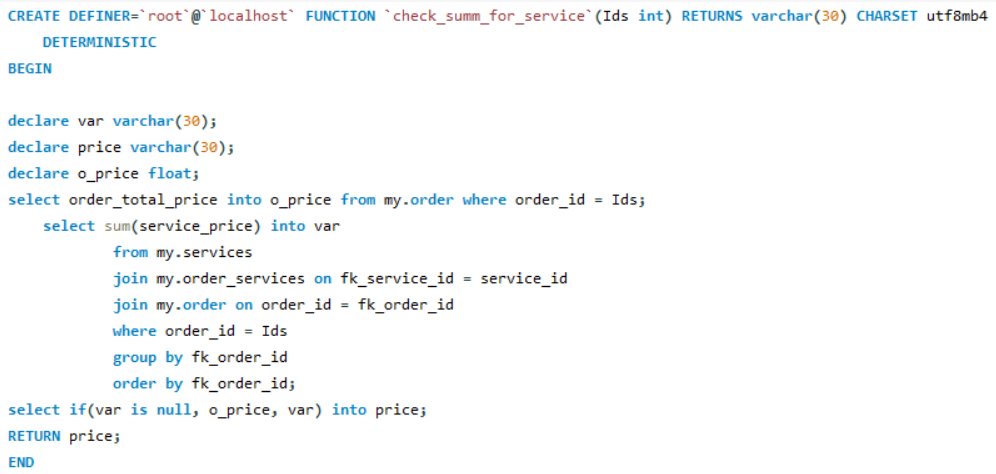 CREATE DEFINER=`root`@`localhost` FUNCTION `check_summ_for_service`(Ids int) RETURNS varchar(30) CHARSET utf8mb4
    DETERMINISTIC
BEGIN

declare var varchar(30);
declare price varchar(30);
declare o_price float;
select order_total_price into o_price from my.order where order_id = Ids;
    select sum(service_price) into var
            from my.services
            join my.order_services on fk_service_id = service_id
            join my.order on order_id = fk_order_id
            where order_id = Ids
            group by fk_order_id
            order by fk_order_id;
select if(var is null, o_price, var) into price;
RETURN price;
END